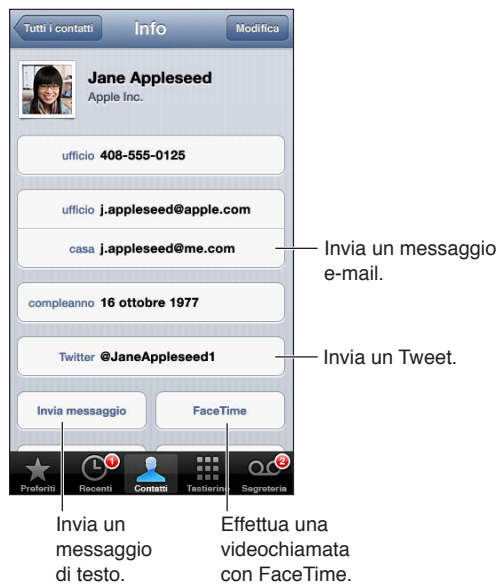 Tutti i contatti
Info
Modifica
Jane Appleseed
Apple Inc.
ufficio 408-555-0125
ufficio j.appleseed@apple.com
casa j.appleseed@me.com
Invia un messaggio
e-mail.
compleanno 16 ottobre 1977
Twitter @JaneAppleseed1
Invia un Tweet.
Invia messaggio
FaceTime
1
2
Preferiti
Recenti
Contatti
Tastierino
Segreteria
Invia un
messaggio
di testo.
Effettua una
videochiamata
con FaceTime.